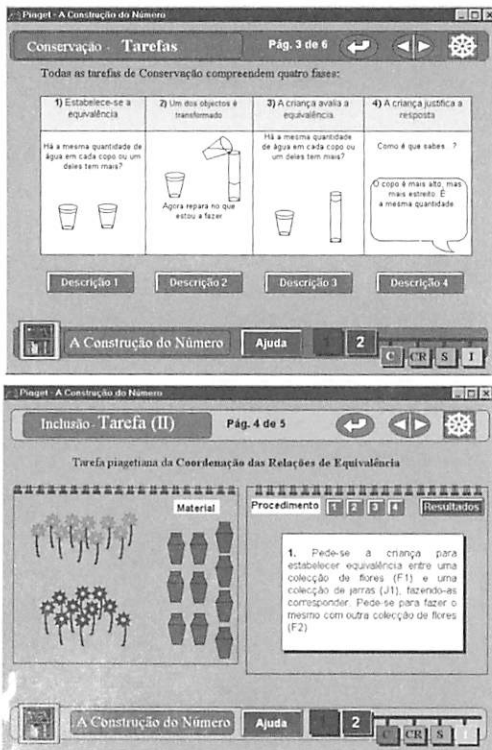 Piaget - A Construção do Número
Conservação - Tarefas
Pág. 3 de 6
Todas as tarefas de Conservação compreendem quatro fases:
1) Estabelece-se a
equivalência
2) Um dos objectos é
transformado
3) A criança avalia a
equivalência
4) A criança justifica a
resposta
Há a mesma quantidade
de água em cada copo ou um
deles tem mais?
Agora repara no que
estou a fazer
Há a mesma quantidade
de água em cada copo ou
um deles tem mais?
Como é que sabes ?
O copo é mais alto, mas
mais estreito. É
a mesma quantidade
Descrição 1
Descrição 2
Descrição 3
Descrição 4
A Construção do Número
Ajuda
1
2
C
CR
S
I
Piaget - A Construção do Número
Inclusão - Tarefa (II)
Pág. 4 de 5
Tarefa piagetiana da Coordenação das Relações de Equivalência
Material
Procedimento
1
2
3
4
Resultados
1. Pede-se à criança para
estabelecer equivalência entre uma
colecção de flores (F1) e uma
colecção de jarras (J1), fazendo-as
corresponder. Pede-se para fazer o
mesmo com outra colecção de flores
(F2)
A Construção do Número
Ajuda
1
2
C
CR
S
I